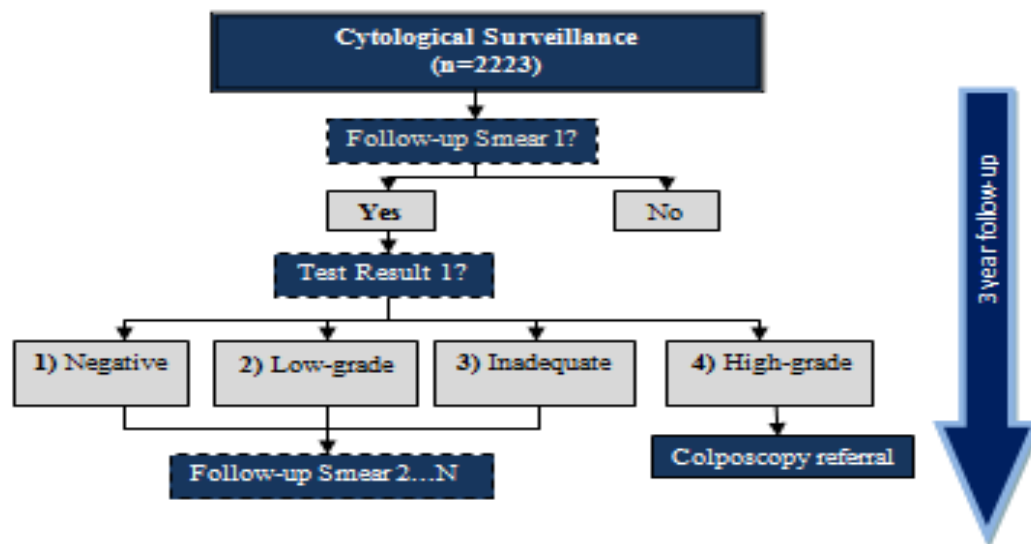 Cytological Surveillance
(n=2223)
Follow-up Smear 1?
Yes
No
Test Result 1?
1) Negative
2) Low-grade
3) Inadequate
4) High-grade
Follow-up Smear 2...N
Colposcopy referral
3 year follow-up